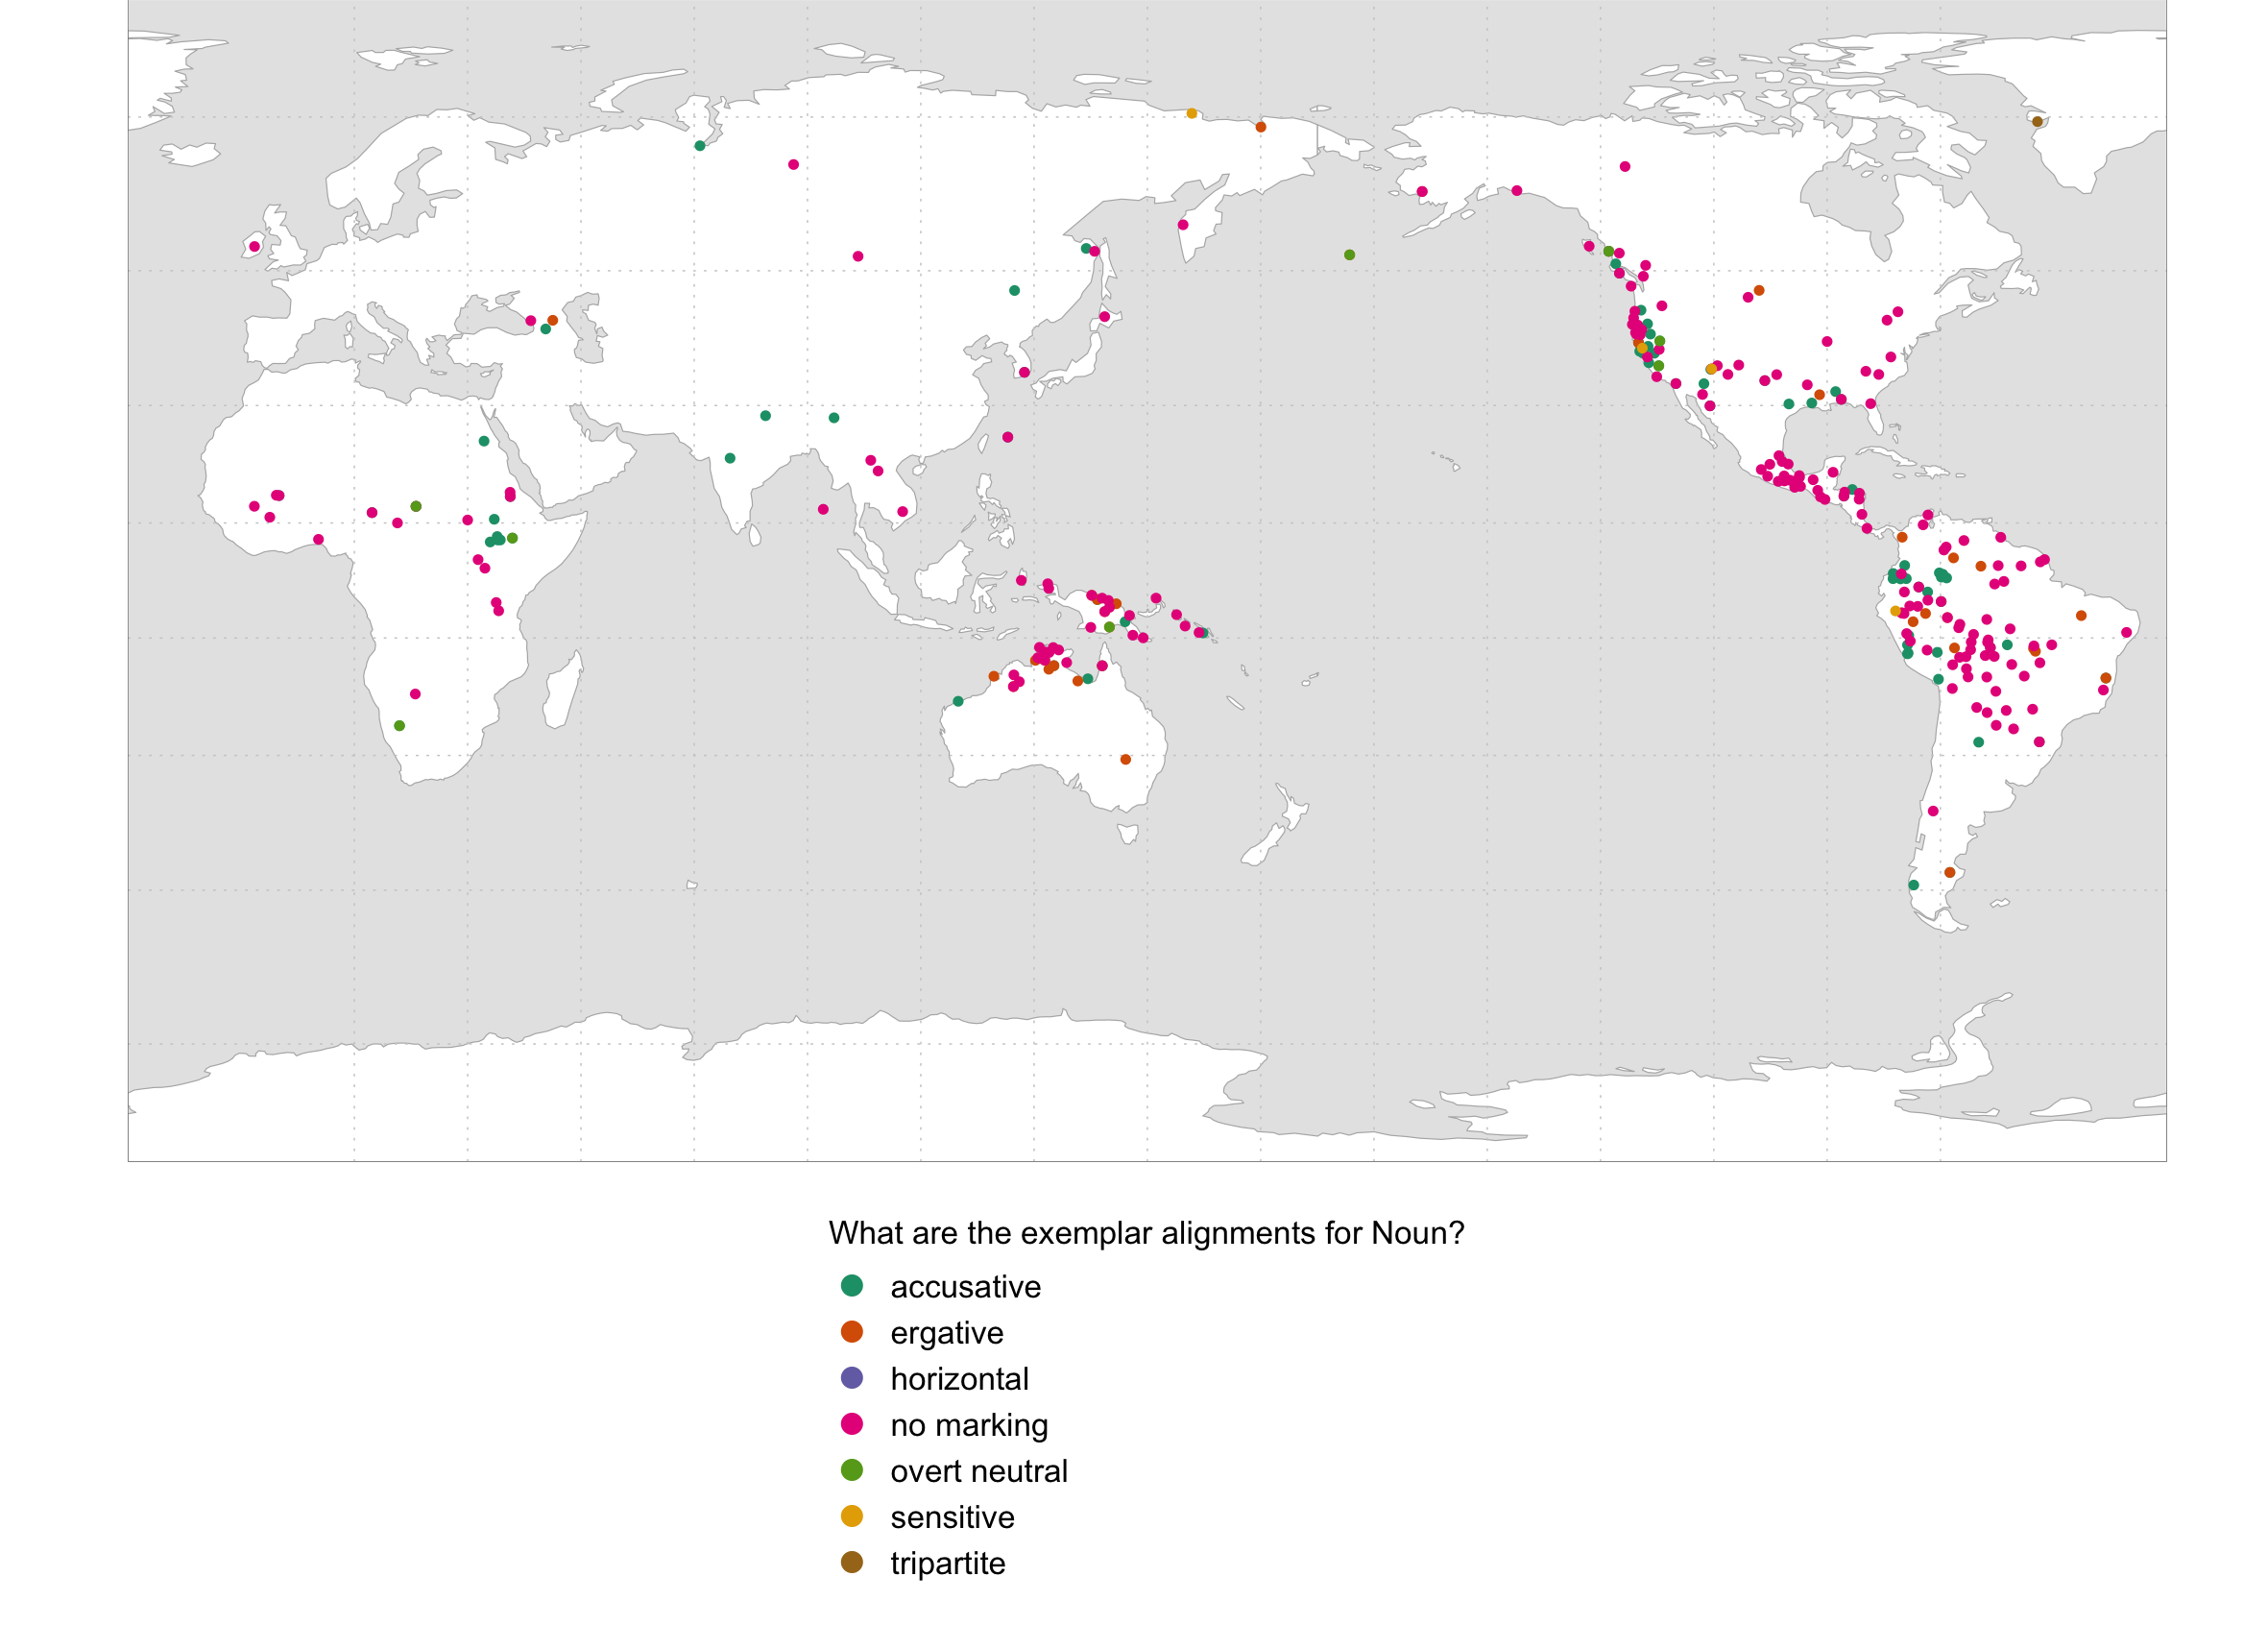 What are the exemplar alignments for Noun?
accusative
ergative
horizontal
no marking
overt neutral
sensitive
tripartite